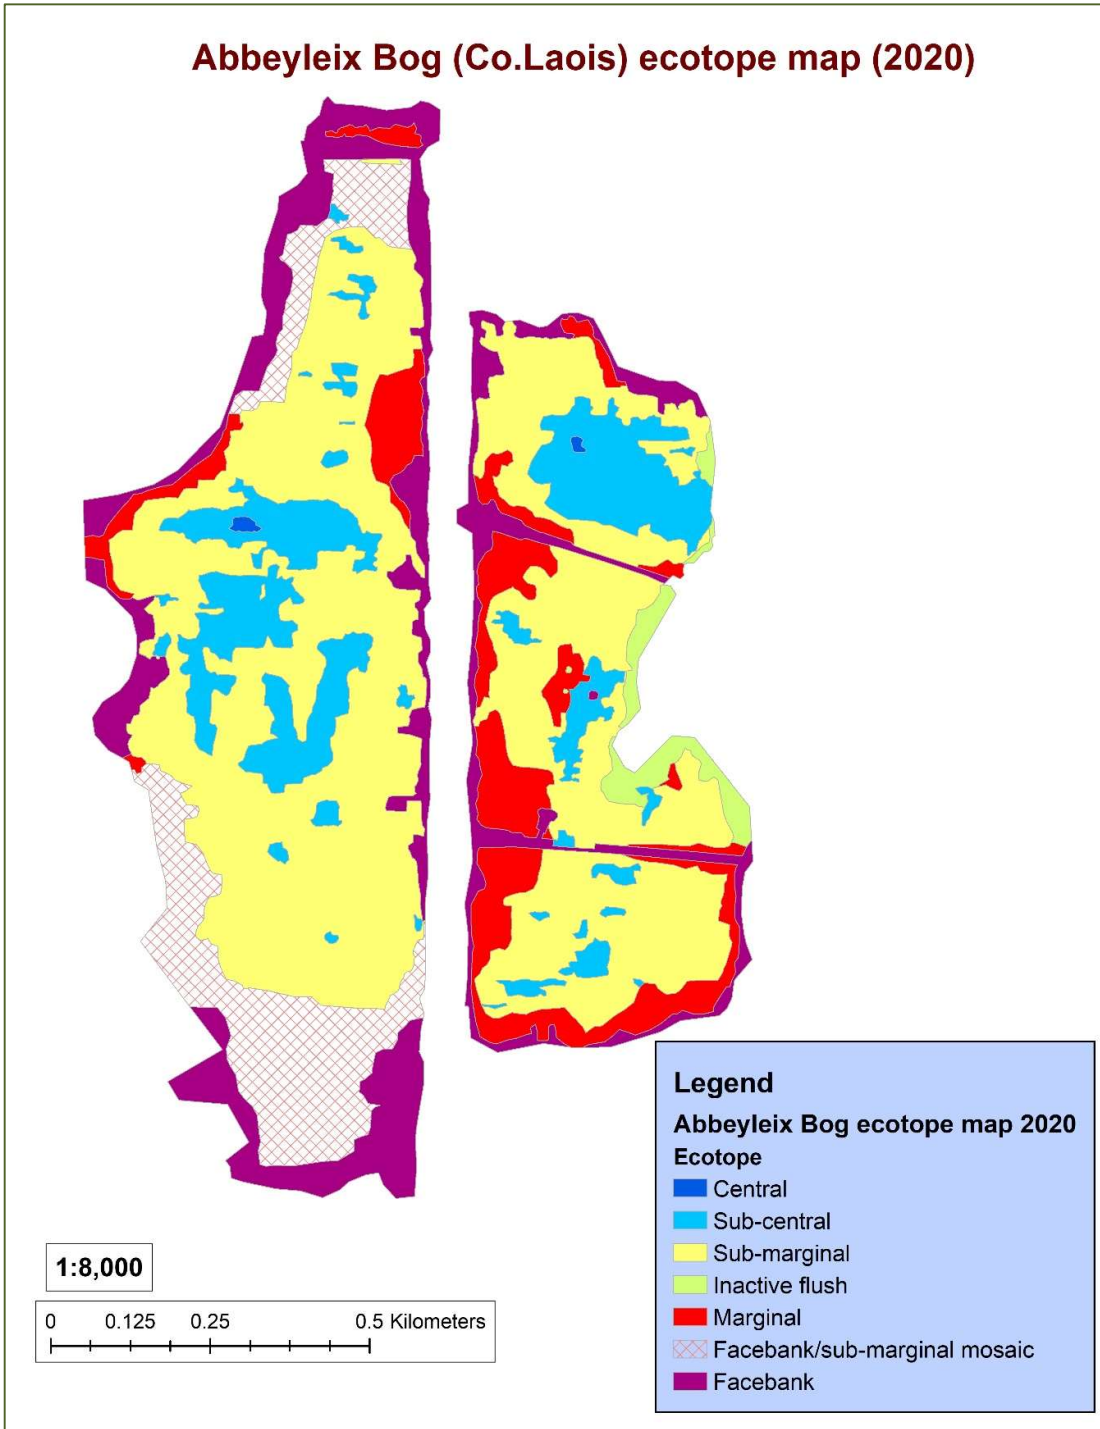 Abbeyleix Bog (Co.Laois) ecotope map (2020)
Legend
Abbeyleix Bog ecotope map 2020
Ecotope
Central
Sub-central
Sub-marginal
Inactive flush
Marginal
Facebank/sub-marginal mosaic
Facebank
1:8,000
0 0.125 0.25 0.5 Kilometers